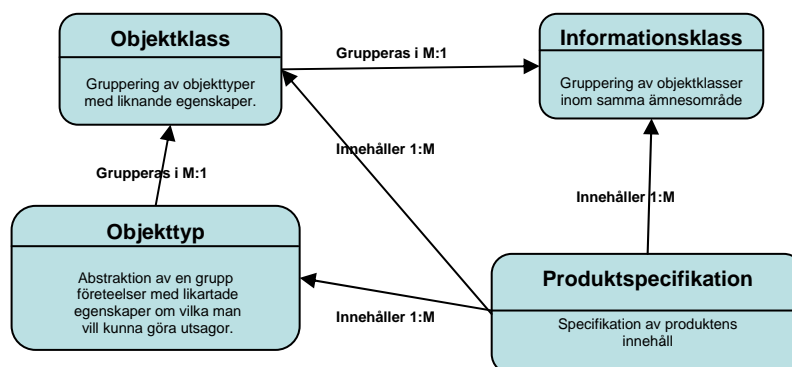 Objektklass
Gruppering av objekttyper
med liknande egenskaper.
Grupperas i M:1
Informationsklass
Gruppering av objektklasser
inom samma ämnesområde
Innehåller 1:M
Grupperas i M:1
Innehåller 1:M
Objekttyp
Abstraktion av en grupp
företeelser med likartade
egenskaper om vilka man
vill kunna göra utsagor.
Innehåller 1:M
Produktspecifikation
Specifikation av produktens
innehåll